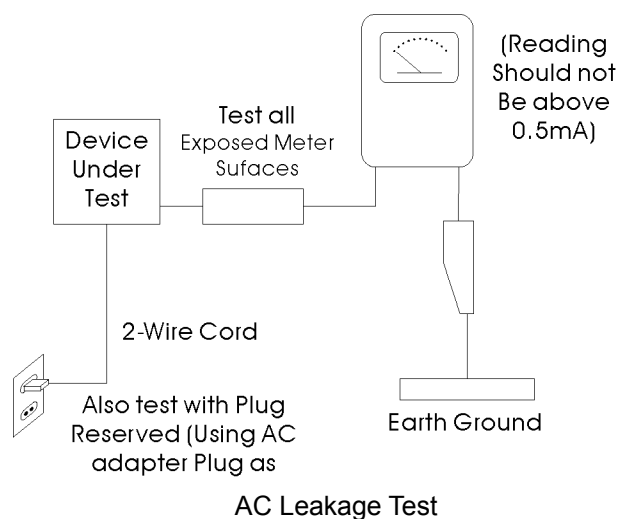 (Reading
Should not
Be above
0.5mA)
Test all
Exposed Meter
Sufaces
Device
Under
Test
2-Wire Cord
Also test with Plug
Reserved (Using AC
adapter Plug as
Earth Ground
AC Leakage Test